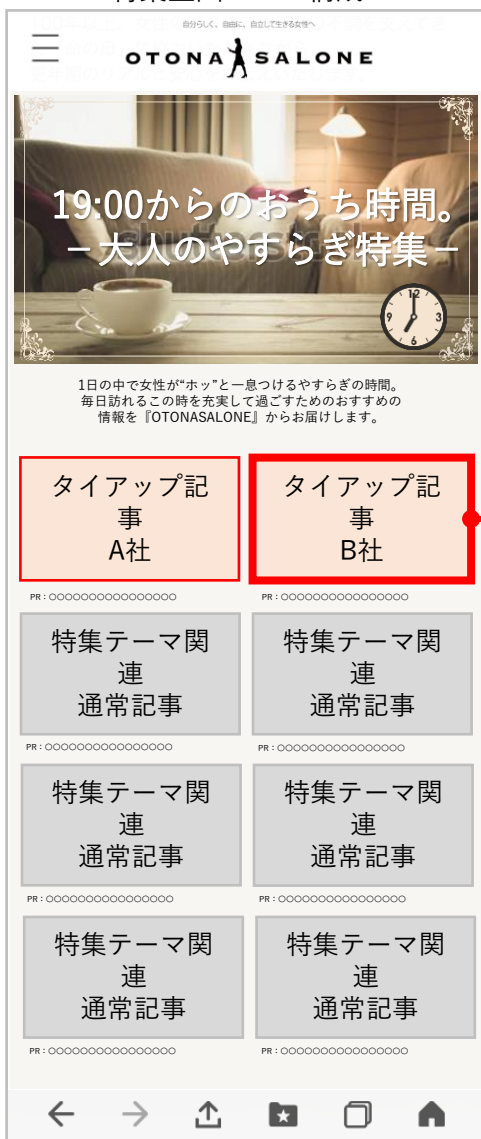 自分らしく、自由に、自立して生きる女性へ
OTONA SALONE
19:00からのおうち時間。
－大人のやすらぎ特集－
12
9 3
6
1日の中で女性が“ホッ”と一息つけるやすらぎの時間。
毎日訪れるこの時を充実して過ごすためのおすすめの
情報を『OTONASALONE』からお届けします。
タイアップ記
事
A社
タイアップ記
事
B社
PR：○○○○○○○○○○○○○○○○
PR：○○○○○○○○○○○○○○○○
特集テーマ関
連
通常記事
特集テーマ関
連
通常記事
PR：○○○○○○○○○○○○○○○○
PR：○○○○○○○○○○○○○○○○
特集テーマ関
連
通常記事
特集テーマ関
連
通常記事
PR：○○○○○○○○○○○○○○○○
PR：○○○○○○○○○○○○○○○○
特集テーマ関
連
通常記事
特集テーマ関
連
通常記事
PR：○○○○○○○○○○○○○○○○
PR：○○○○○○○○○○○○○○○○